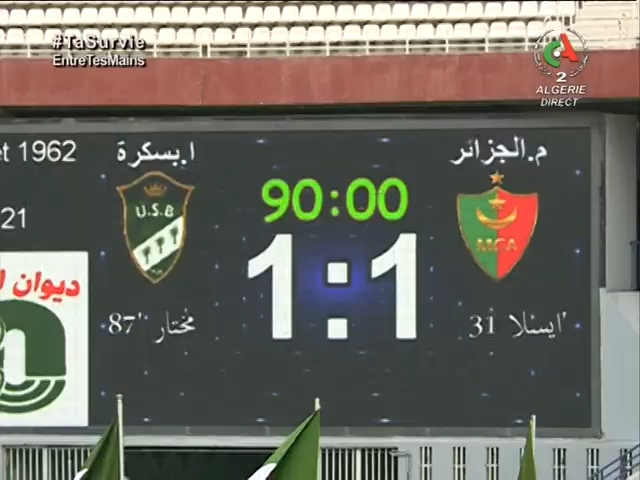 #TaSurvie
EntreTesMains
2
ALGERIE
DIRECT
et 1962
ا.بسكرة
م.الجزائر
U.S.B
90:00
MCA
21
1:1
ديوان
مختار '87
ايسلا 31'